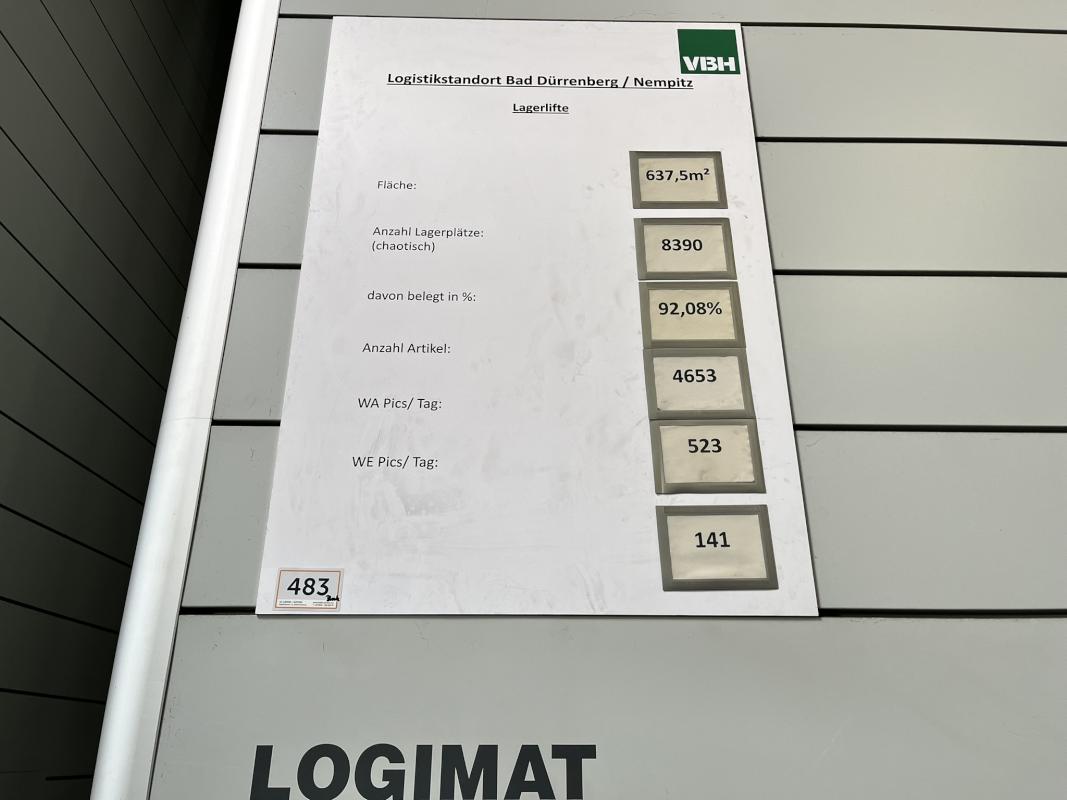 VBH
Logistikstandort Bad Dürrenberg / Nempitz
Lagerlifte
Fläche:
637,5m²
Anzahl Lagerplätze:
(chaotisch)
8390
davon belegt in %:
92,08%
Anzahl Artikel:
4653
WA Pics/ Tag:
523
WE Pics/ Tag:
141
483
LOGIMAT